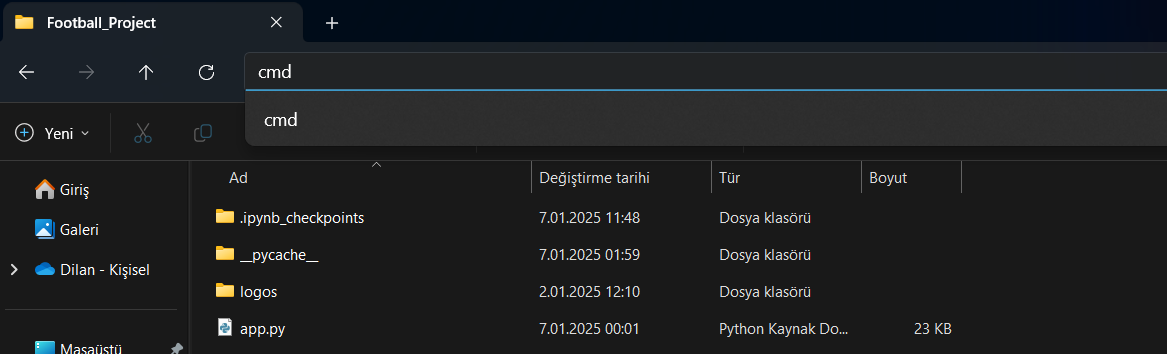 Football_Project
cmd
cmd
Yeni
Giriş
Galeri
Dilan - Kişisel
Masaüstü
Ad Değiştirme tarihi Tür Boyut
.ipynb_checkpoints 7.01.2025 11:48 Dosya klasörü
__pycache__ 7.01.2025 01:59 Dosya klasörü
logos 2.01.2025 12:10 Dosya klasörü
app.py 7.01.2025 00:01 Python Kaynak Do... 23 KB